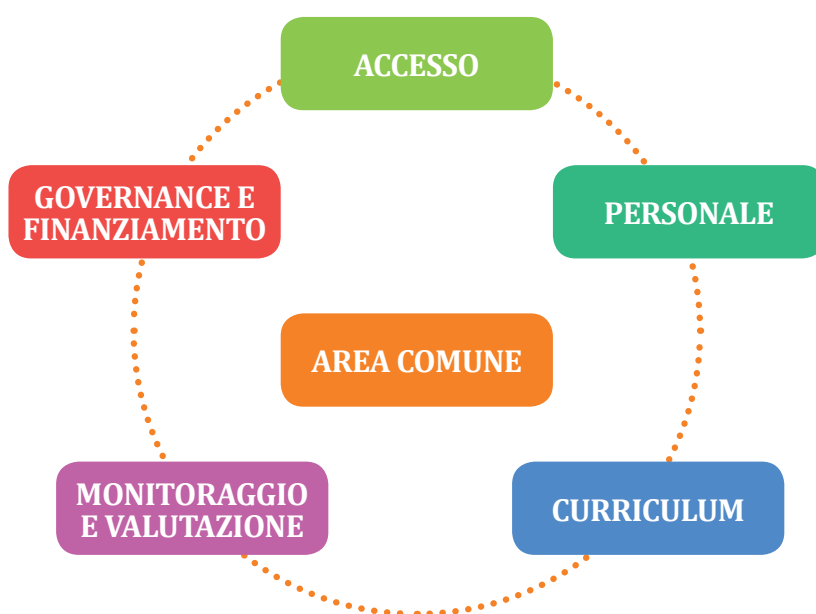 ACCESSO
GOVERNANCE E
FINANZIAMENTO
PERSONALE
AREA COMUNE
MONITORAGGIO
E VALUTAZIONE
CURRICULUM